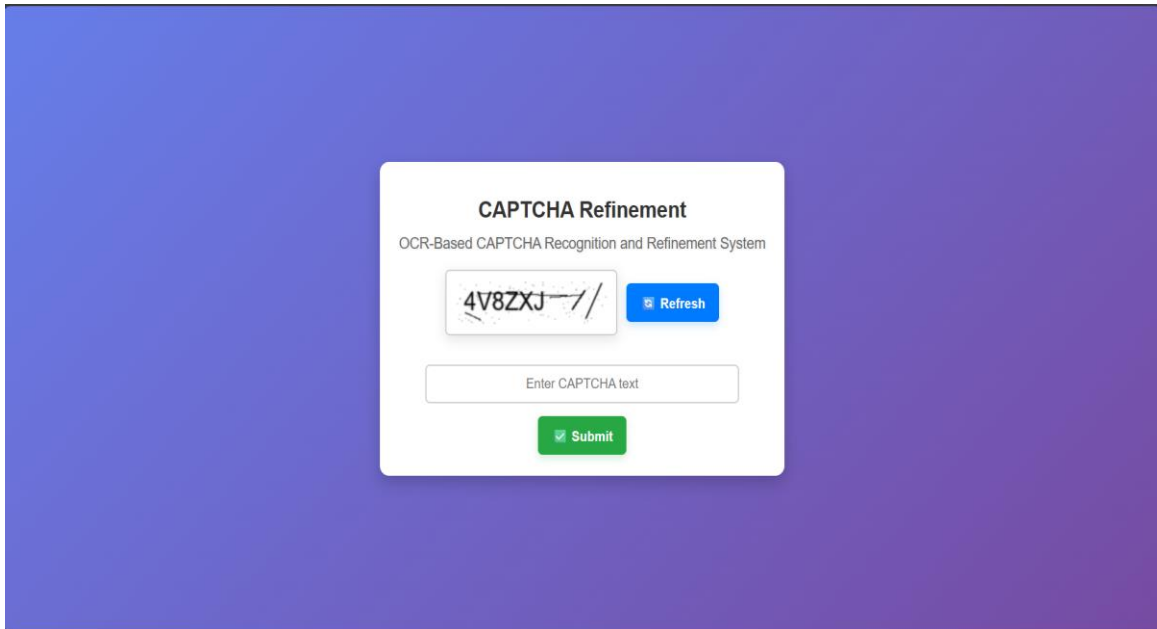 CAPTCHA Refinement
OCR-Based CAPTCHA Recognition and Refinement System
4V8ZXJ
Refresh
Enter CAPTCHA text
Submit